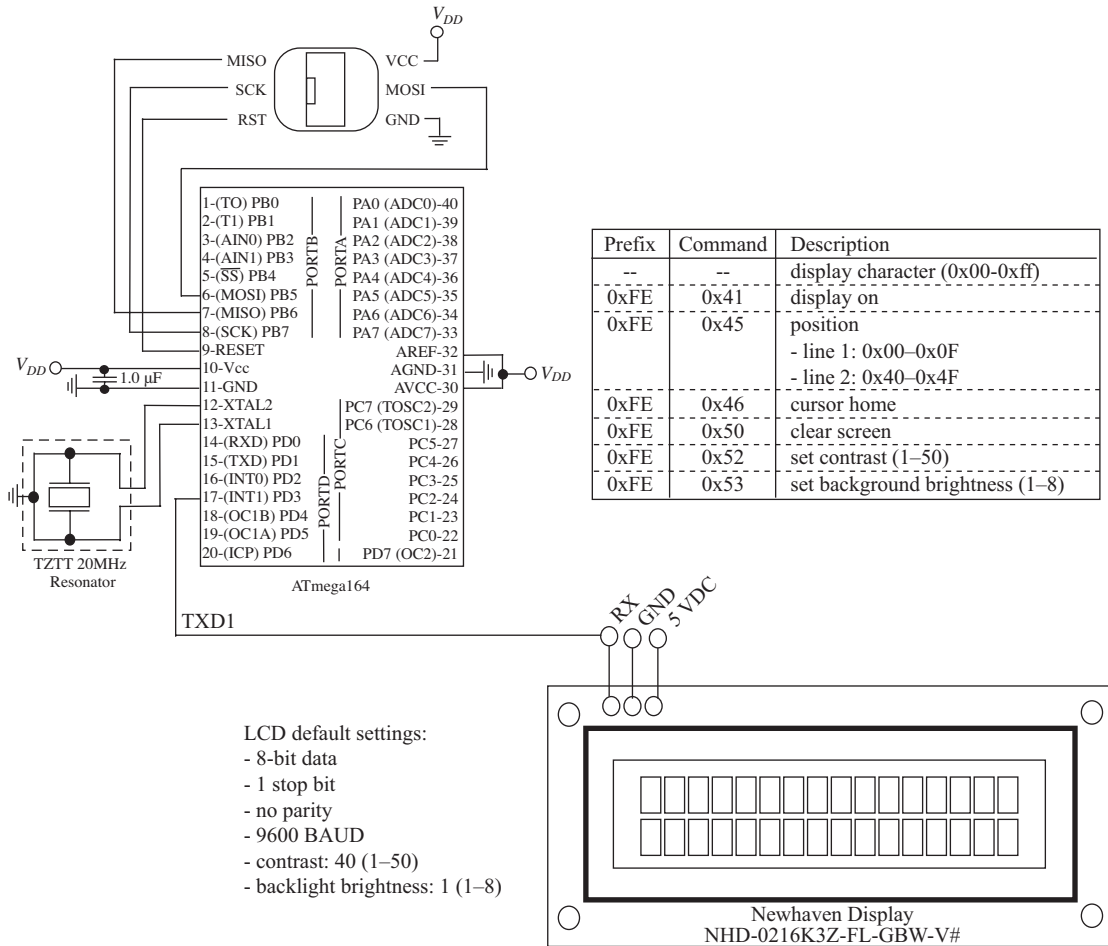 V_DD
MISO VCC
SCK MOSI
RST GND
1-(TO) PB0 PA0 (ADC0)-40
2-(T1) PB1 PA1 (ADC1)-39
3-(AIN0) PB2 PA2 (ADC2)-38
4-(AIN1) PB3 PA3 (ADC3)-37
5-(S̅S̅) PB4 PA4 (ADC4)-36
6-(MOSI) PB5 PA5 (ADC5)-35
7-(MISO) PB6 PA6 (ADC6)-34
8-(SCK) PB7 PA7 (ADC7)-33
PORTB PORTA
9-RESET AREF-32
V_DD 10-Vcc AGND-31 V_DD
1.0 μF
11-GND AVCC-30
12-XTAL2 PC7 (TOSC2)-29
13-XTAL1 PC6 (TOSC1)-28
14-(RXD) PD0 PC5-27
15-(TXD) PD1 PC4-26
16-(INT0) PD2 PC3-25
17-(INT1) PD3 PC2-24
18-(OC1B) PD4 PC1-23
19-(OC1A) PD5 PC0-22
20-(ICP) PD6 PD7 (OC2)-21
PORTD PORTC
TZTT 20MHz
Resonator
ATmega164
Prefix Command Description
-- -- display character (0x00-0xff)
0xFE 0x41 display on
0xFE 0x45 position
- line 1: 0x00–0x0F
- line 2: 0x40–0x4F
0xFE 0x46 cursor home
0xFE 0x50 clear screen
0xFE 0x52 set contrast (1–50)
0xFE 0x53 set background brightness (1–8)
TXD1
RX
GND
5 VDC
LCD default settings:
- 8-bit data
- 1 stop bit
- no parity
- 9600 BAUD
- contrast: 40 (1–50)
- backlight brightness: 1 (1–8)
Newhaven Display
NHD-0216K3Z-FL-GBW-V#